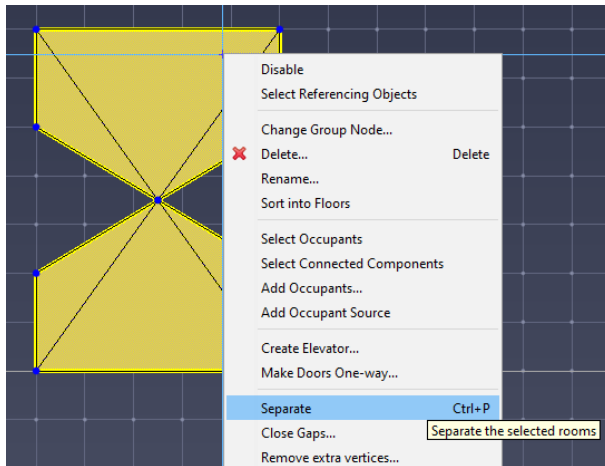 Disable
Select Referencing Objects
Change Group Node...
Delete... Delete
Rename...
Sort into Floors
Select Occupants
Select Connected Components
Add Occupants...
Add Occupant Source
Create Elevator...
Make Doors One-way...
Separate Ctrl+P
Close Gaps... Separate the selected rooms
Remove extra vertices...